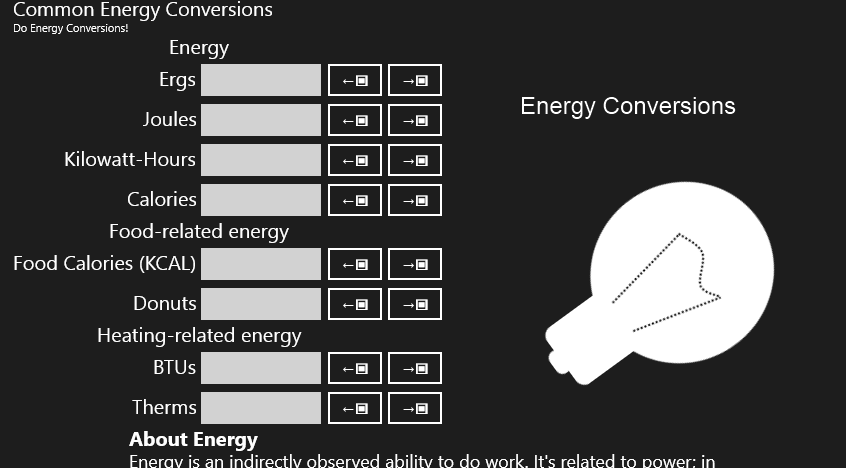 Common Energy Conversions
Do Energy Conversions!
Energy
Ergs
Joules
Kilowatt-Hours
Calories
Food-related energy
Food Calories (KCAL)
Donuts
Heating-related energy
BTUs
Therms
About Energy
Energy is an indirectly observed ability to do work. It's related to power; in
Energy Conversions